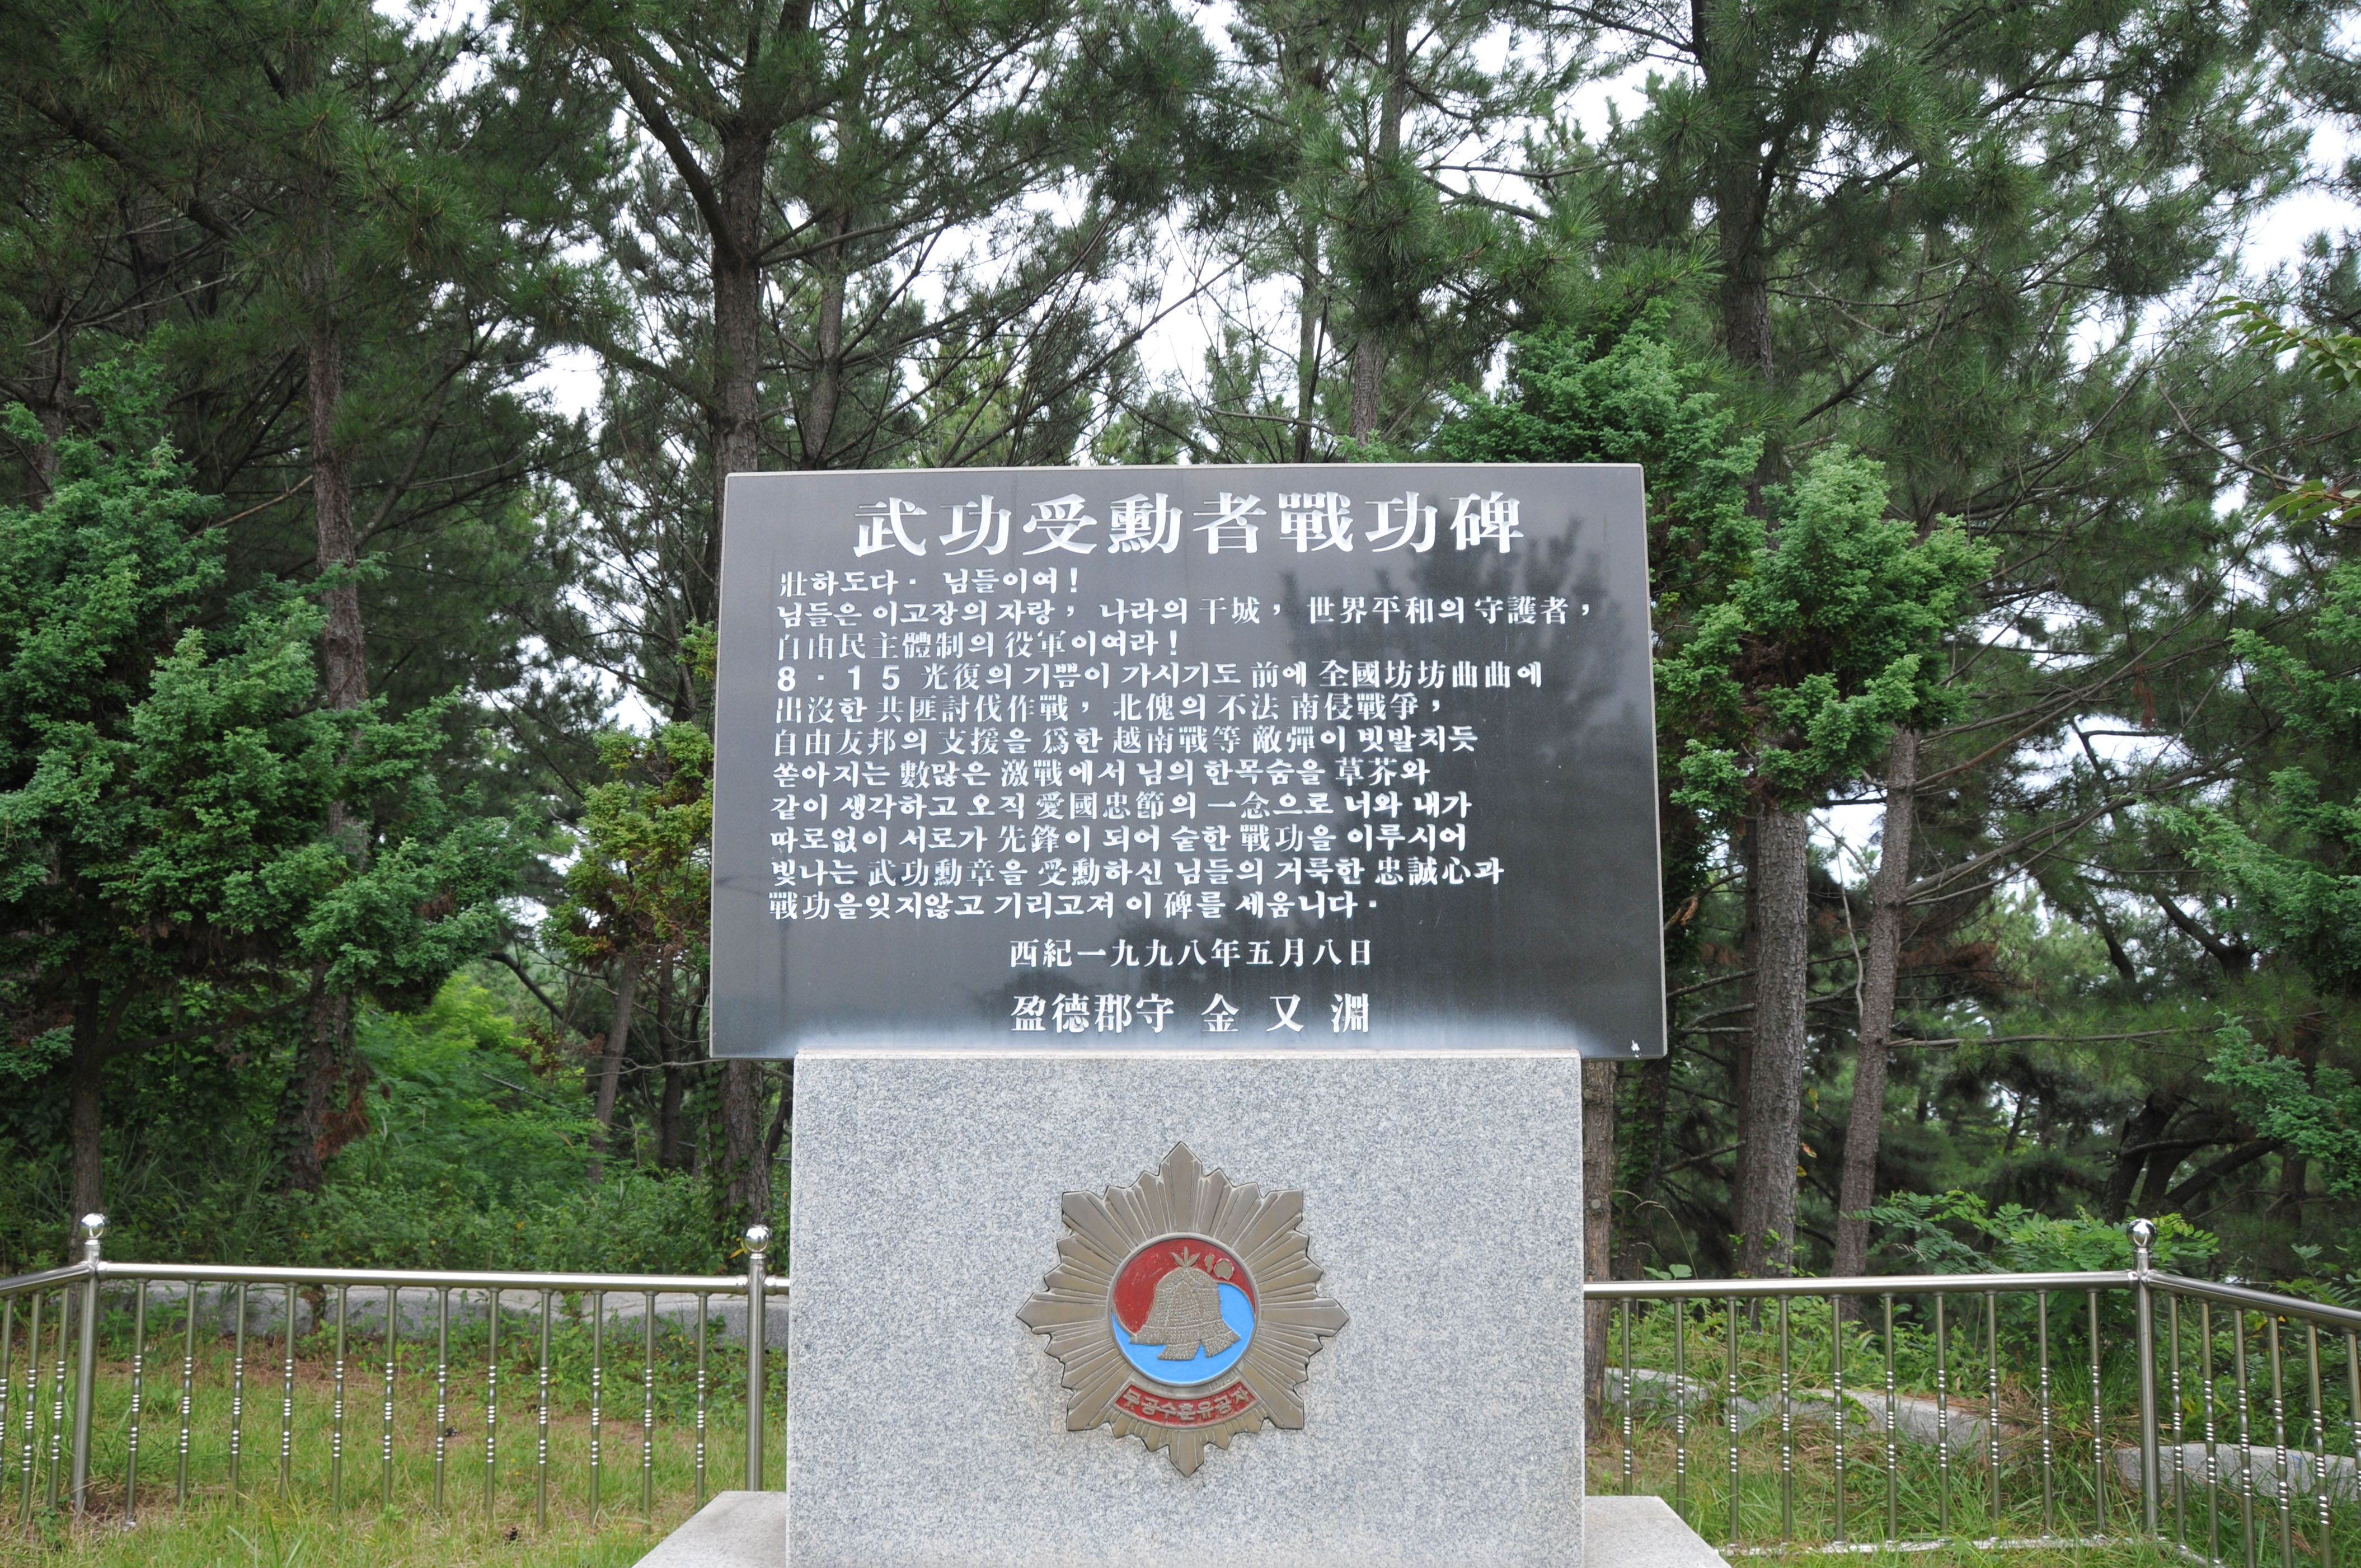 武功受勳者戰功碑
壯하도다. 님들이여!
님들은 이고장의 자랑, 나라의 干城, 世界平和의 守護者,
自由民主體制의 役軍이여라!
8·15 光復의 기쁨이 가시기도 前에 全國坊坊曲曲에
出沒한 共匪討伐作戰, 北傀의 不法 南侵戰爭,
自由友邦의 支援을 爲한 越南戰等 敵彈이 빗발치듯
쏟아지는 數많은 激戰에서 님의 한목숨을 草芥와
같이 생각하고 오직 愛國忠節의 一念으로 너와 내가
따로없이 서로가 先鋒이 되어 숱한 戰功을 이루시어
빛나는 武功勳章을 受勳하신 님들의 거룩한 忠誠心과
戰功을잊지않고 기리고져 이 碑를 세웁니다.
西紀一九九八年五月八日
盈德郡守 金 又 淵
무공수훈유공자